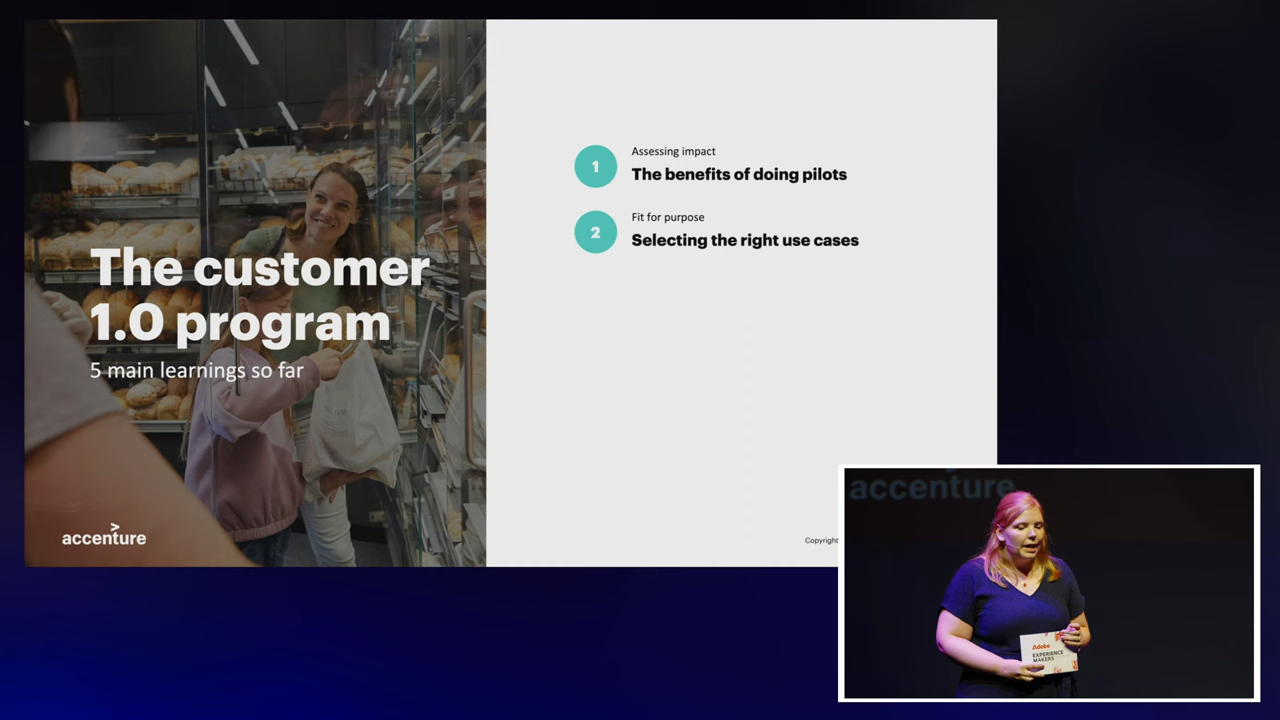 The customer
1.0 program
5 main learnings so far
accenture
1
Assessing impact
The benefits of doing pilots
2
Fit for purpose
Selecting the right use cases
Copyright
accenture
Adobe
EXPERIENCE
MAKERS